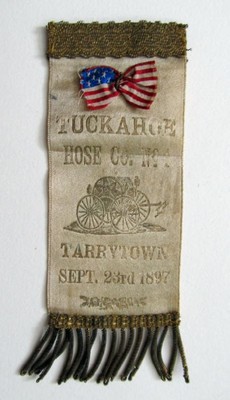 TUCKAHOE
HOSE CO. No. 1
TARRYTOWN
SEPT. 23rd 1897